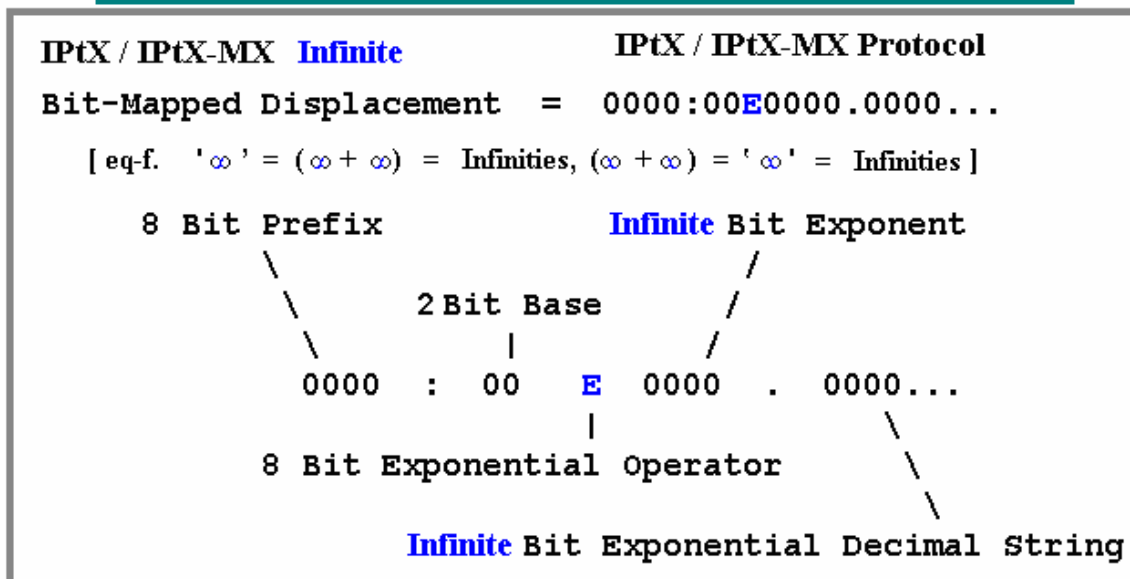 IPtX / IPtX-MX Infinite IPtX / IPtX-MX Protocol
Bit-Mapped Displacement = 0000:00E0000.0000...
[ eq-f. '∞' = (∞ + ∞) = Infinities, (∞ + ∞) = '∞' = Infinities ]
8 Bit Prefix Infinite Bit Exponent
2 Bit Base
0000 : 00 E 0000 . 0000...
8 Bit Exponential Operator
Infinite Bit Exponential Decimal String